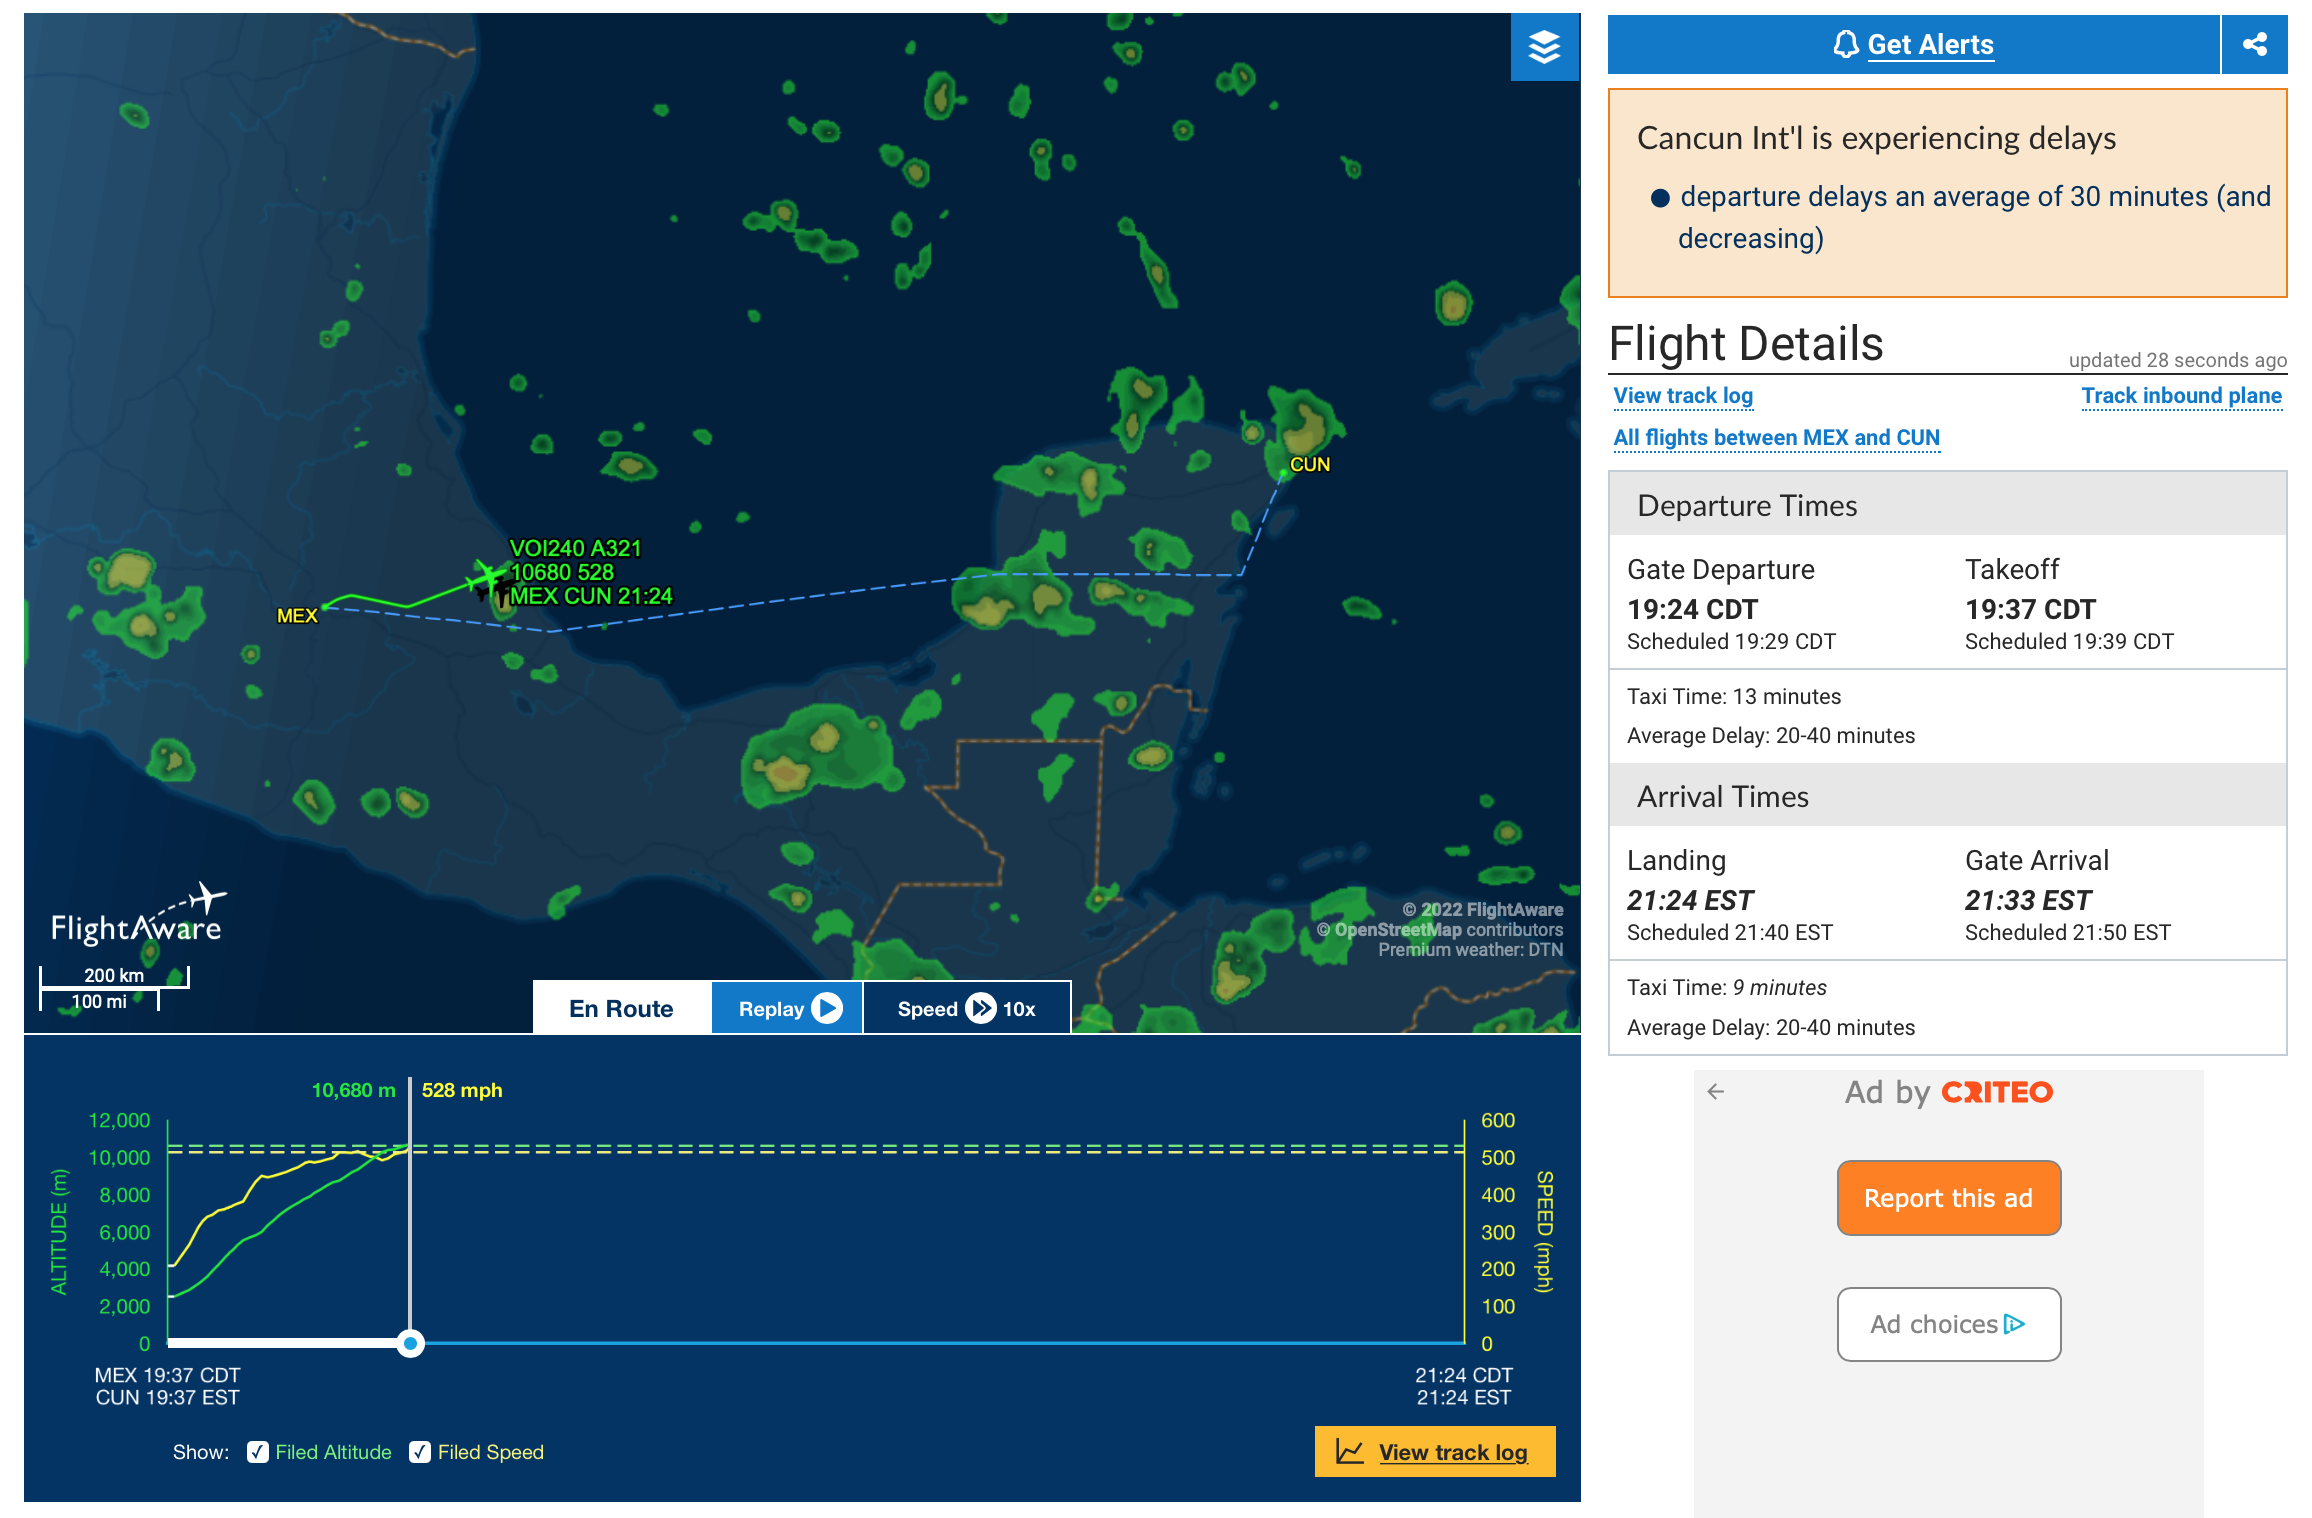 Get Alerts
Cancun Int'l is experiencing delays
departure delays an average of 30 minutes (and
decreasing)
Flight Details
updated 28 seconds ago
View track log
Track inbound plane
All flights between MEX and CUN
Departure Times
Gate Departure
19:24 CDT
Scheduled 19:29 CDT
Takeoff
19:37 CDT
Scheduled 19:39 CDT
Taxi Time: 13 minutes
Average Delay: 20-40 minutes
Arrival Times
Landing
21:24 EST
Scheduled 21:40 EST
Gate Arrival
21:33 EST
Scheduled 21:50 EST
Taxi Time: 9 minutes
Average Delay: 20-40 minutes
Ad by CRITEO
Report this ad
Ad choices
CUN
VOI240 A321
10680 528
MEX CUN 21:24
MEX
FlightAware
200 km
100 mi
© 2022 FlightAware
© OpenStreetMap contributors
Premium weather: DTN
En Route
Replay
Speed 10x
10,680 m
528 mph
12,000
10,000
8,000
6,000
4,000
2,000
0
ALTITUDE (m)
600
500
400
300
200
100
0
SPEED (mph)
MEX 19:37 CDT
CUN 19:37 EST
21:24 CDT
21:24 EST
Show: Filed Altitude Filed Speed
View track log